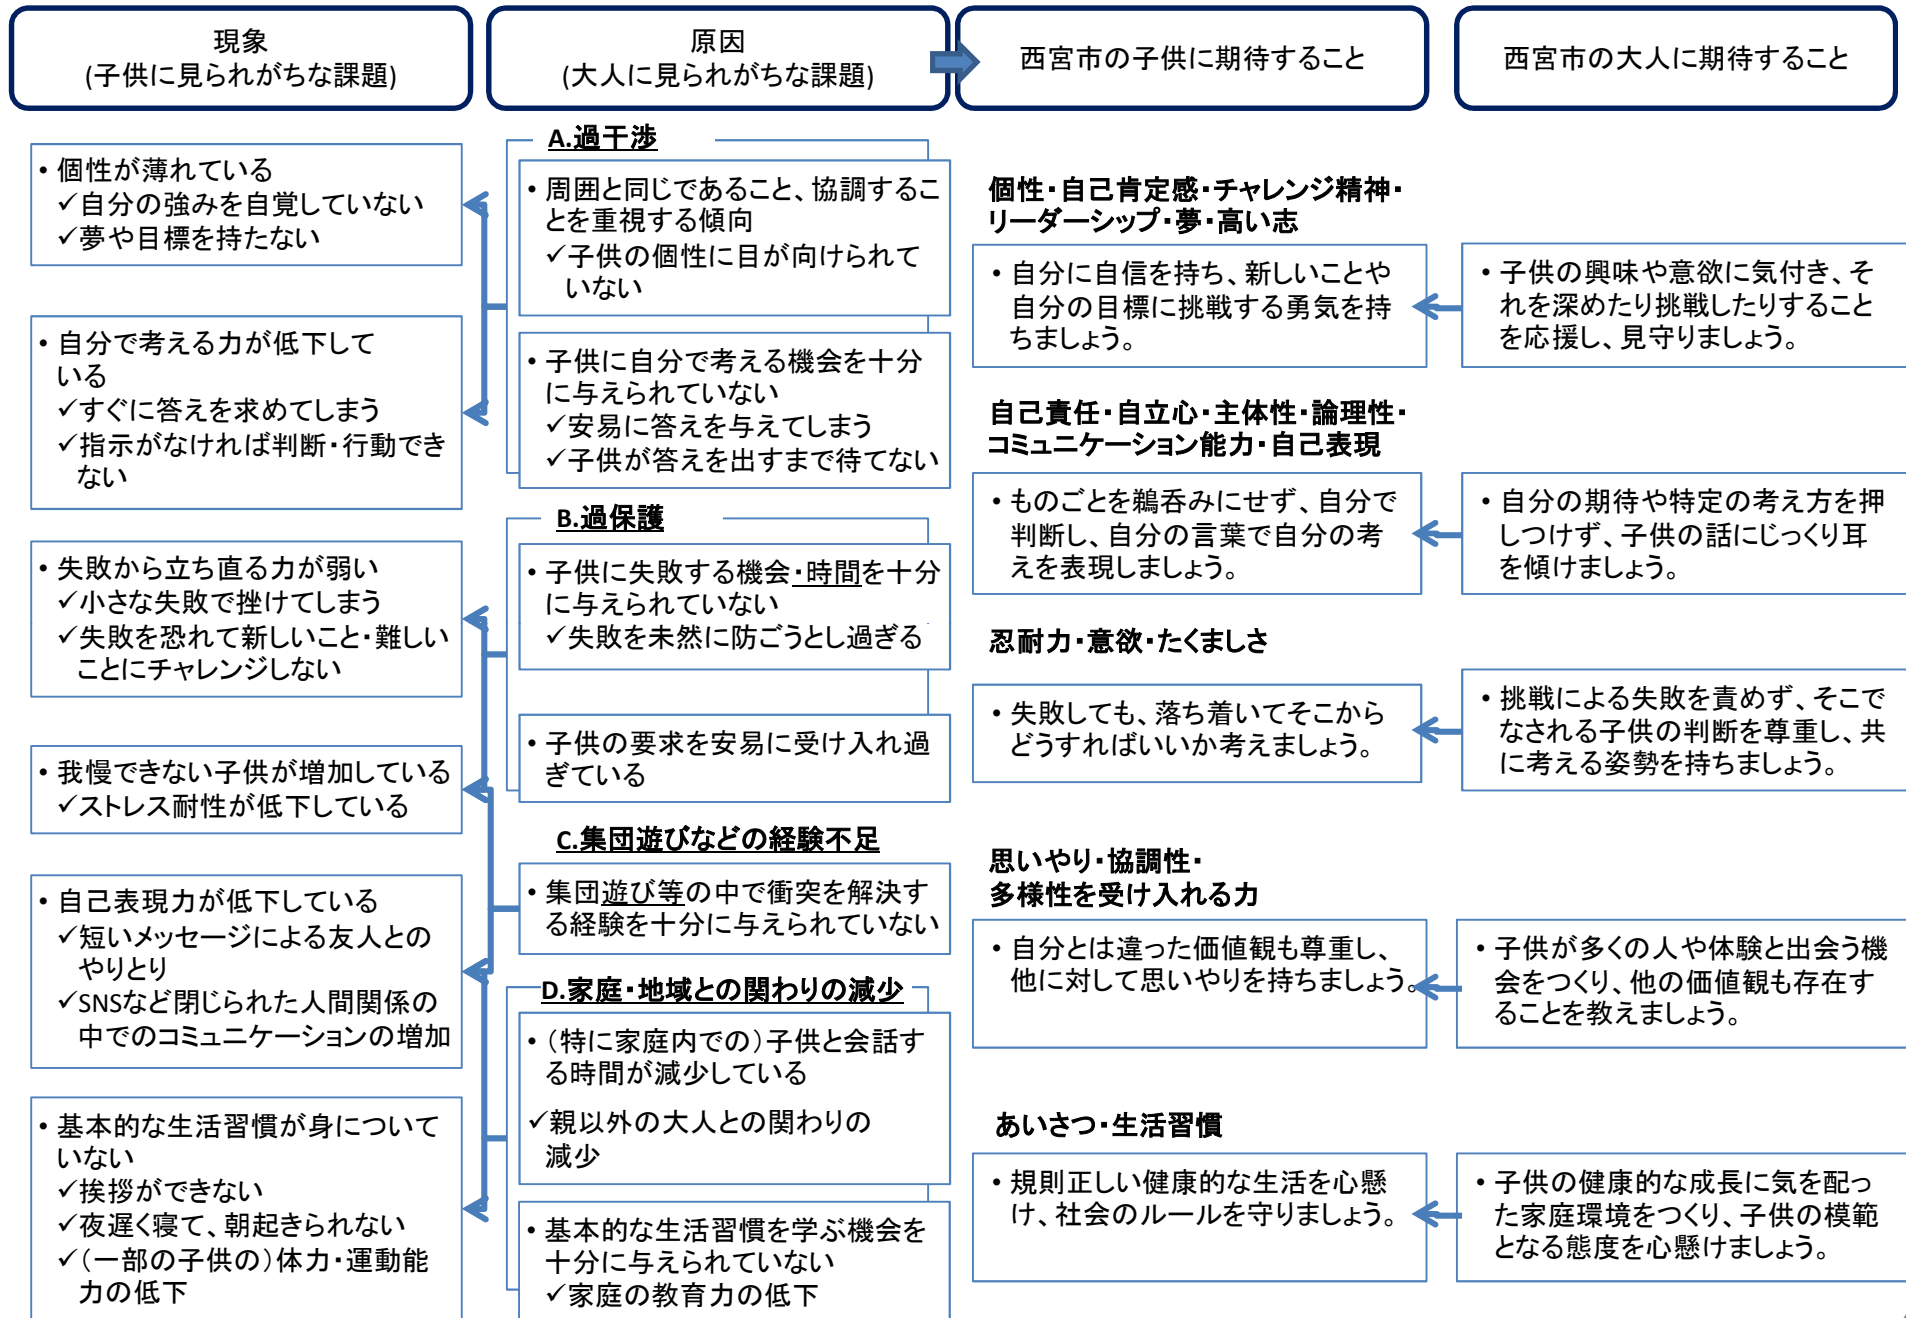 現象
(子供に見られがちな課題)
原因
(大人に見られがちな課題)
西宮市の子供に期待すること
西宮市の大人に期待すること
• 個性が薄れている
✓自分の強みを自覚していない
✓夢や目標を持たない
• 自分で考える力が低下して
いる
✓すぐに答えを求めてしまう
✓指示がなければ判断・行動でき
ない
• 失敗から立ち直る力が弱い
✓小さな失敗で挫けてしまう
✓失敗を恐れて新しいこと・難しい
ことにチャレンジしない
• 我慢できない子供が増加している
✓ストレス耐性が低下している
• 自己表現力が低下している
✓短いメッセージによる友人との
やりとり
✓SNSなど閉じられた人間関係の
中でのコミュニケーションの増加
• 基本的な生活習慣が身について
いない
✓挨拶ができない
✓夜遅く寝て、朝起きられない
✓(一部の子供の)体力・運動能
力の低下
A.過干渉
• 周囲と同じであること、協調するこ
とを重視する傾向
✓子供の個性に目が向けられて
いない
• 子供に自分で考える機会を十分
に与えられていない
✓安易に答えを与えてしまう
✓子供が答えを出すまで待てない
B.過保護
• 子供に失敗する機会・時間を十分
に与えられていない
✓失敗を未然に防ごうとし過ぎる
• 子供の要求を安易に受け入れ過
ぎている
C.集団遊びなどの経験不足
• 集団遊び等の中で衝突を解決す
る経験を十分に与えられていない
D.家庭・地域との関わりの減少
• (特に家庭内での)子供と会話す
る時間が減少している
✓親以外の大人との関わりの
減少
• 基本的な生活習慣を学ぶ機会を
十分に与えられていない
✓家庭の教育力の低下
個性・自己肯定感・チャレンジ精神・
リーダーシップ・夢・高い志
• 自分に自信を持ち、新しいことや
自分の目標に挑戦する勇気を持
ちましょう。
• 子供の興味や意欲に気付き、そ
れを深めたり挑戦したりすること
を応援し、見守りましょう。
自己責任・自立心・主体性・論理性・
コミュニケーション能力・自己表現
• ものごとを鵜呑みにせず、自分で
判断し、自分の言葉で自分の考
えを表現しましょう。
• 自分の期待や特定の考え方を押
しつけず、子供の話にじっくり耳
を傾けましょう。
忍耐力・意欲・たくましさ
• 失敗しても、落ち着いてそこから
どうすればいいか考えましょう。
• 挑戦による失敗を責めず、そこで
なされる子供の判断を尊重し、共
に考える姿勢を持ちましょう。
思いやり・協調性・
多様性を受け入れる力
• 自分とは違った価値観も尊重し、
他に対して思いやりを持ちましょう。
• 子供が多くの人や体験と出会う機
会をつくり、他の価値観も存在す
ることを教えましょう。
あいさつ・生活習慣
• 規則正しい健康的な生活を心懸
け、社会のルールを守りましょう。
• 子供の健康的な成長に気を配っ
た家庭環境をつくり、子供の模範
となる態度を心懸けましょう。